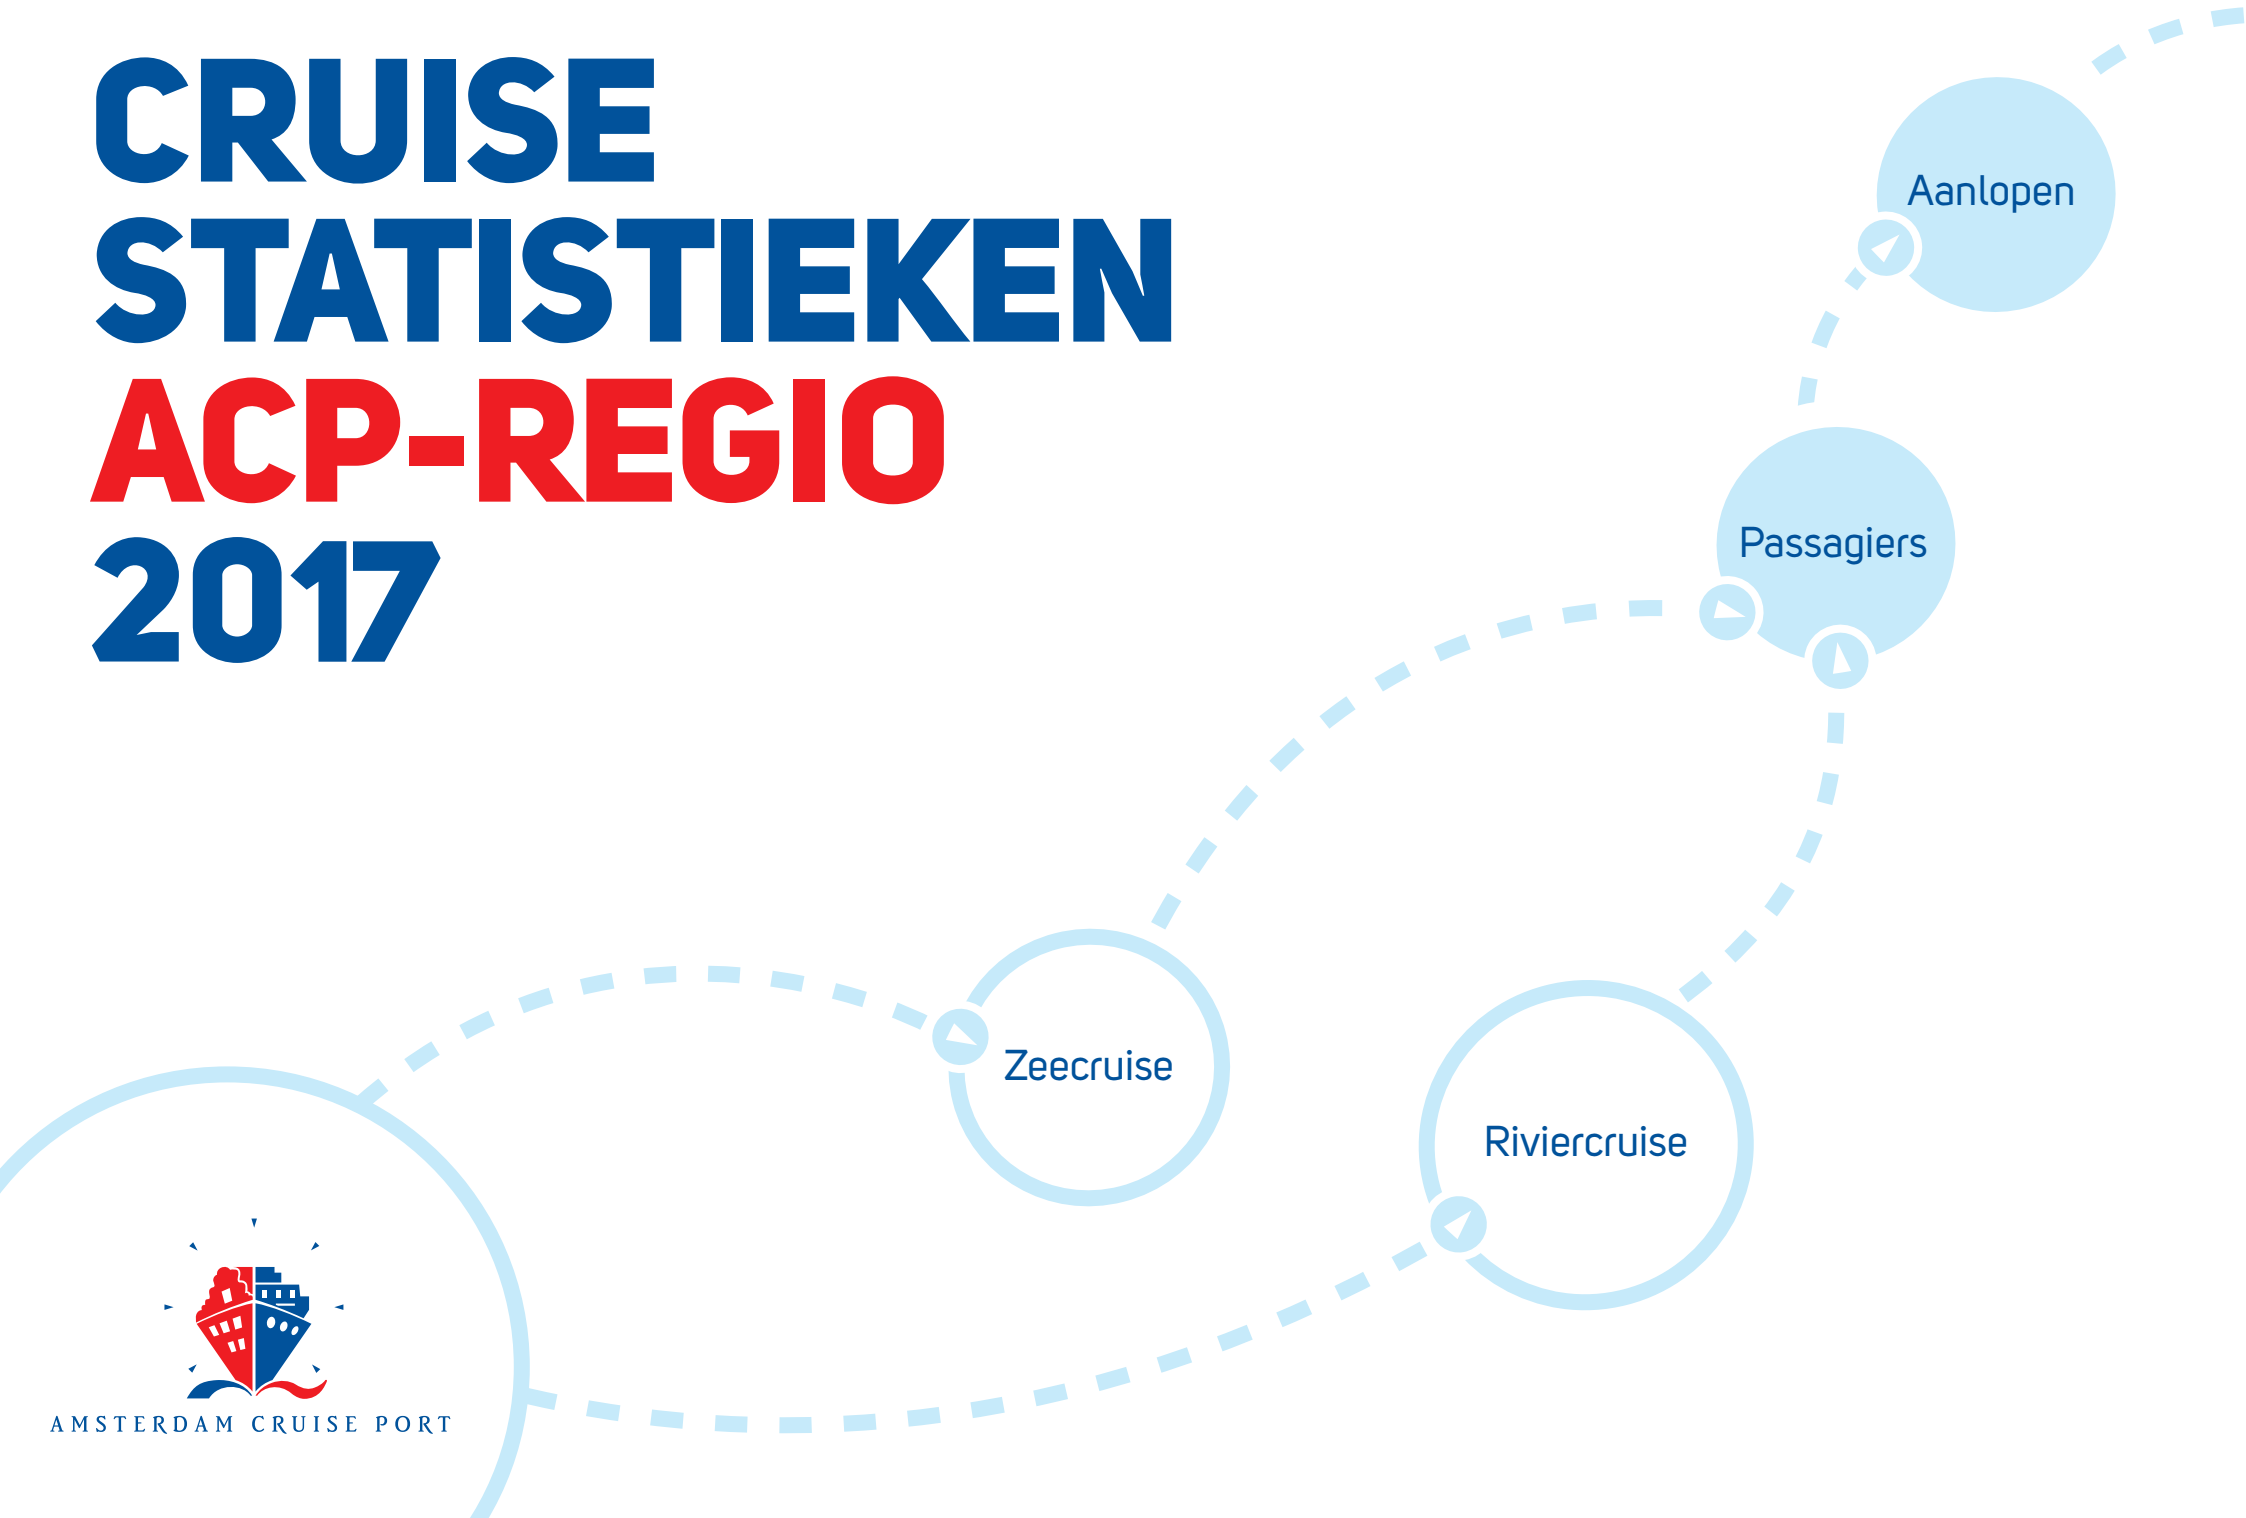 CRUISE
STATISTIEKEN
ACP-REGIO
2017
Aanlopen
Passagiers
Zeecruise
Riviercruise
AMSTERDAM CRUISE PORT